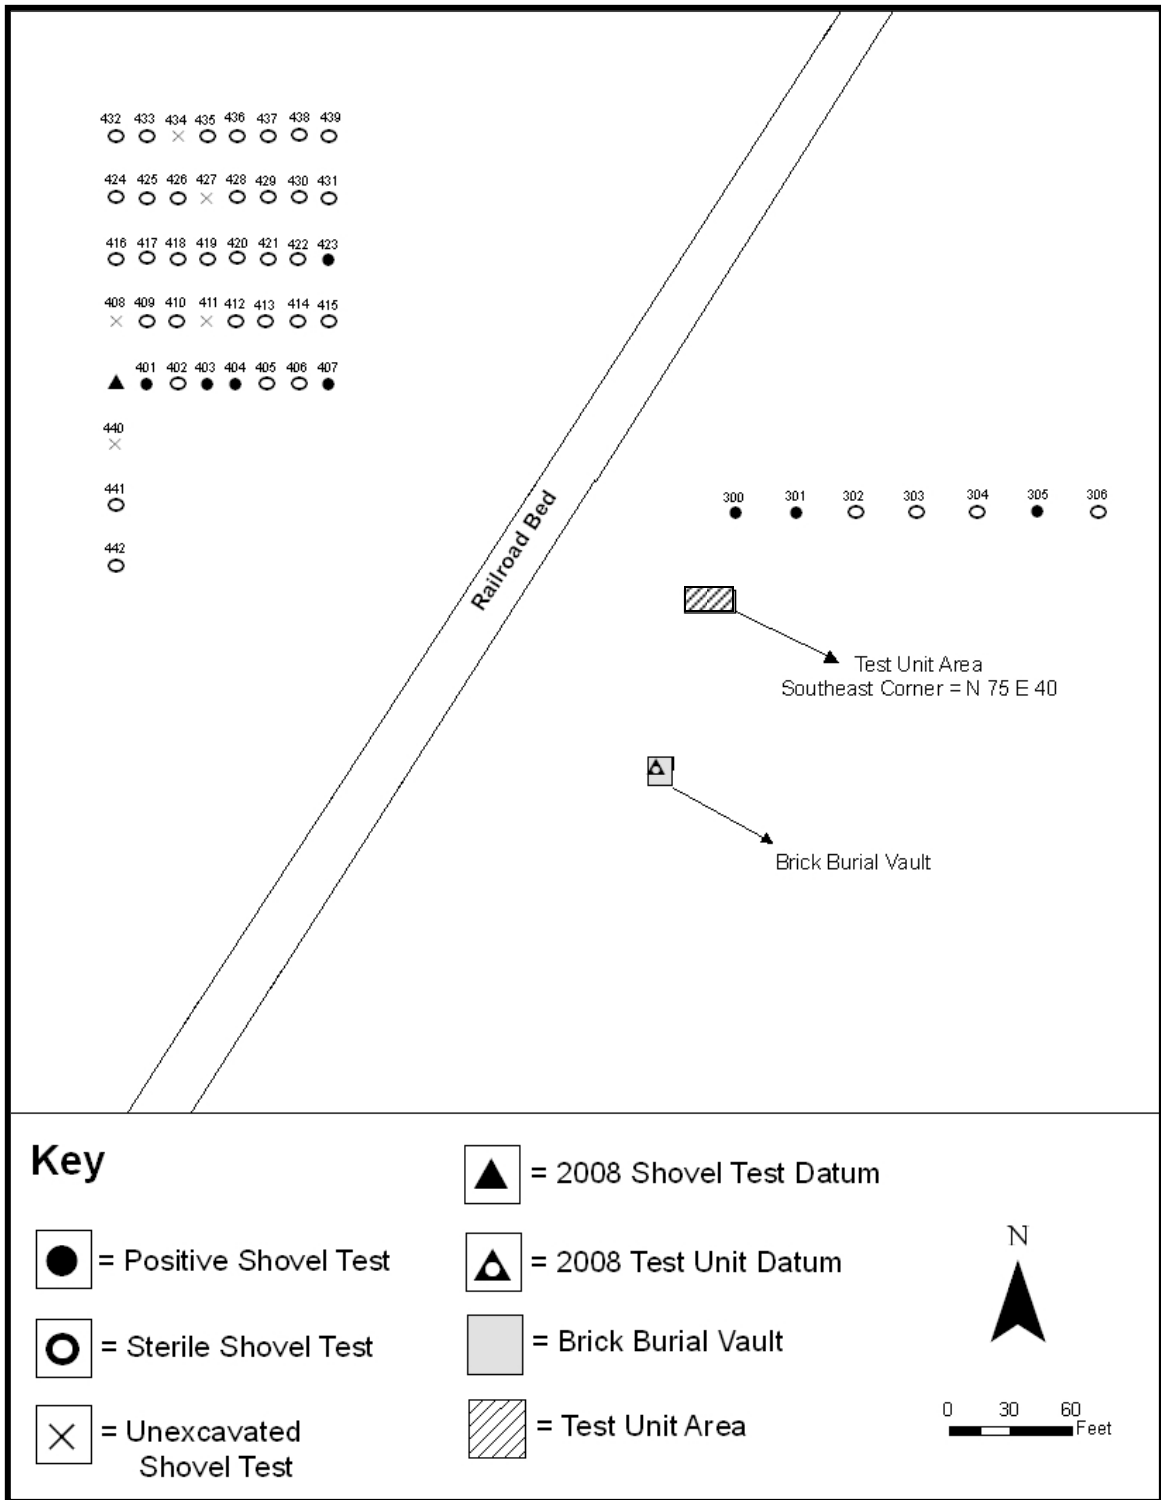 432 433 434 435 436 437 438 439
424 425 426 427 428 429 430 431
416 417 418 419 420 421 422 423
408 409 410 411 412 413 414 415
401 402 403 404 405 406 407
440
441
442
300 301 302 303 304 305 306
Railroad Bed
Test Unit Area
Southeast Corner = N 75 E 40
Brick Burial Vault
Key
= Positive Shovel Test
= Sterile Shovel Test
= Unexcavated
Shovel Test
= 2008 Shovel Test Datum
= 2008 Test Unit Datum
= Brick Burial Vault
= Test Unit Area
N
0 30 60
Feet